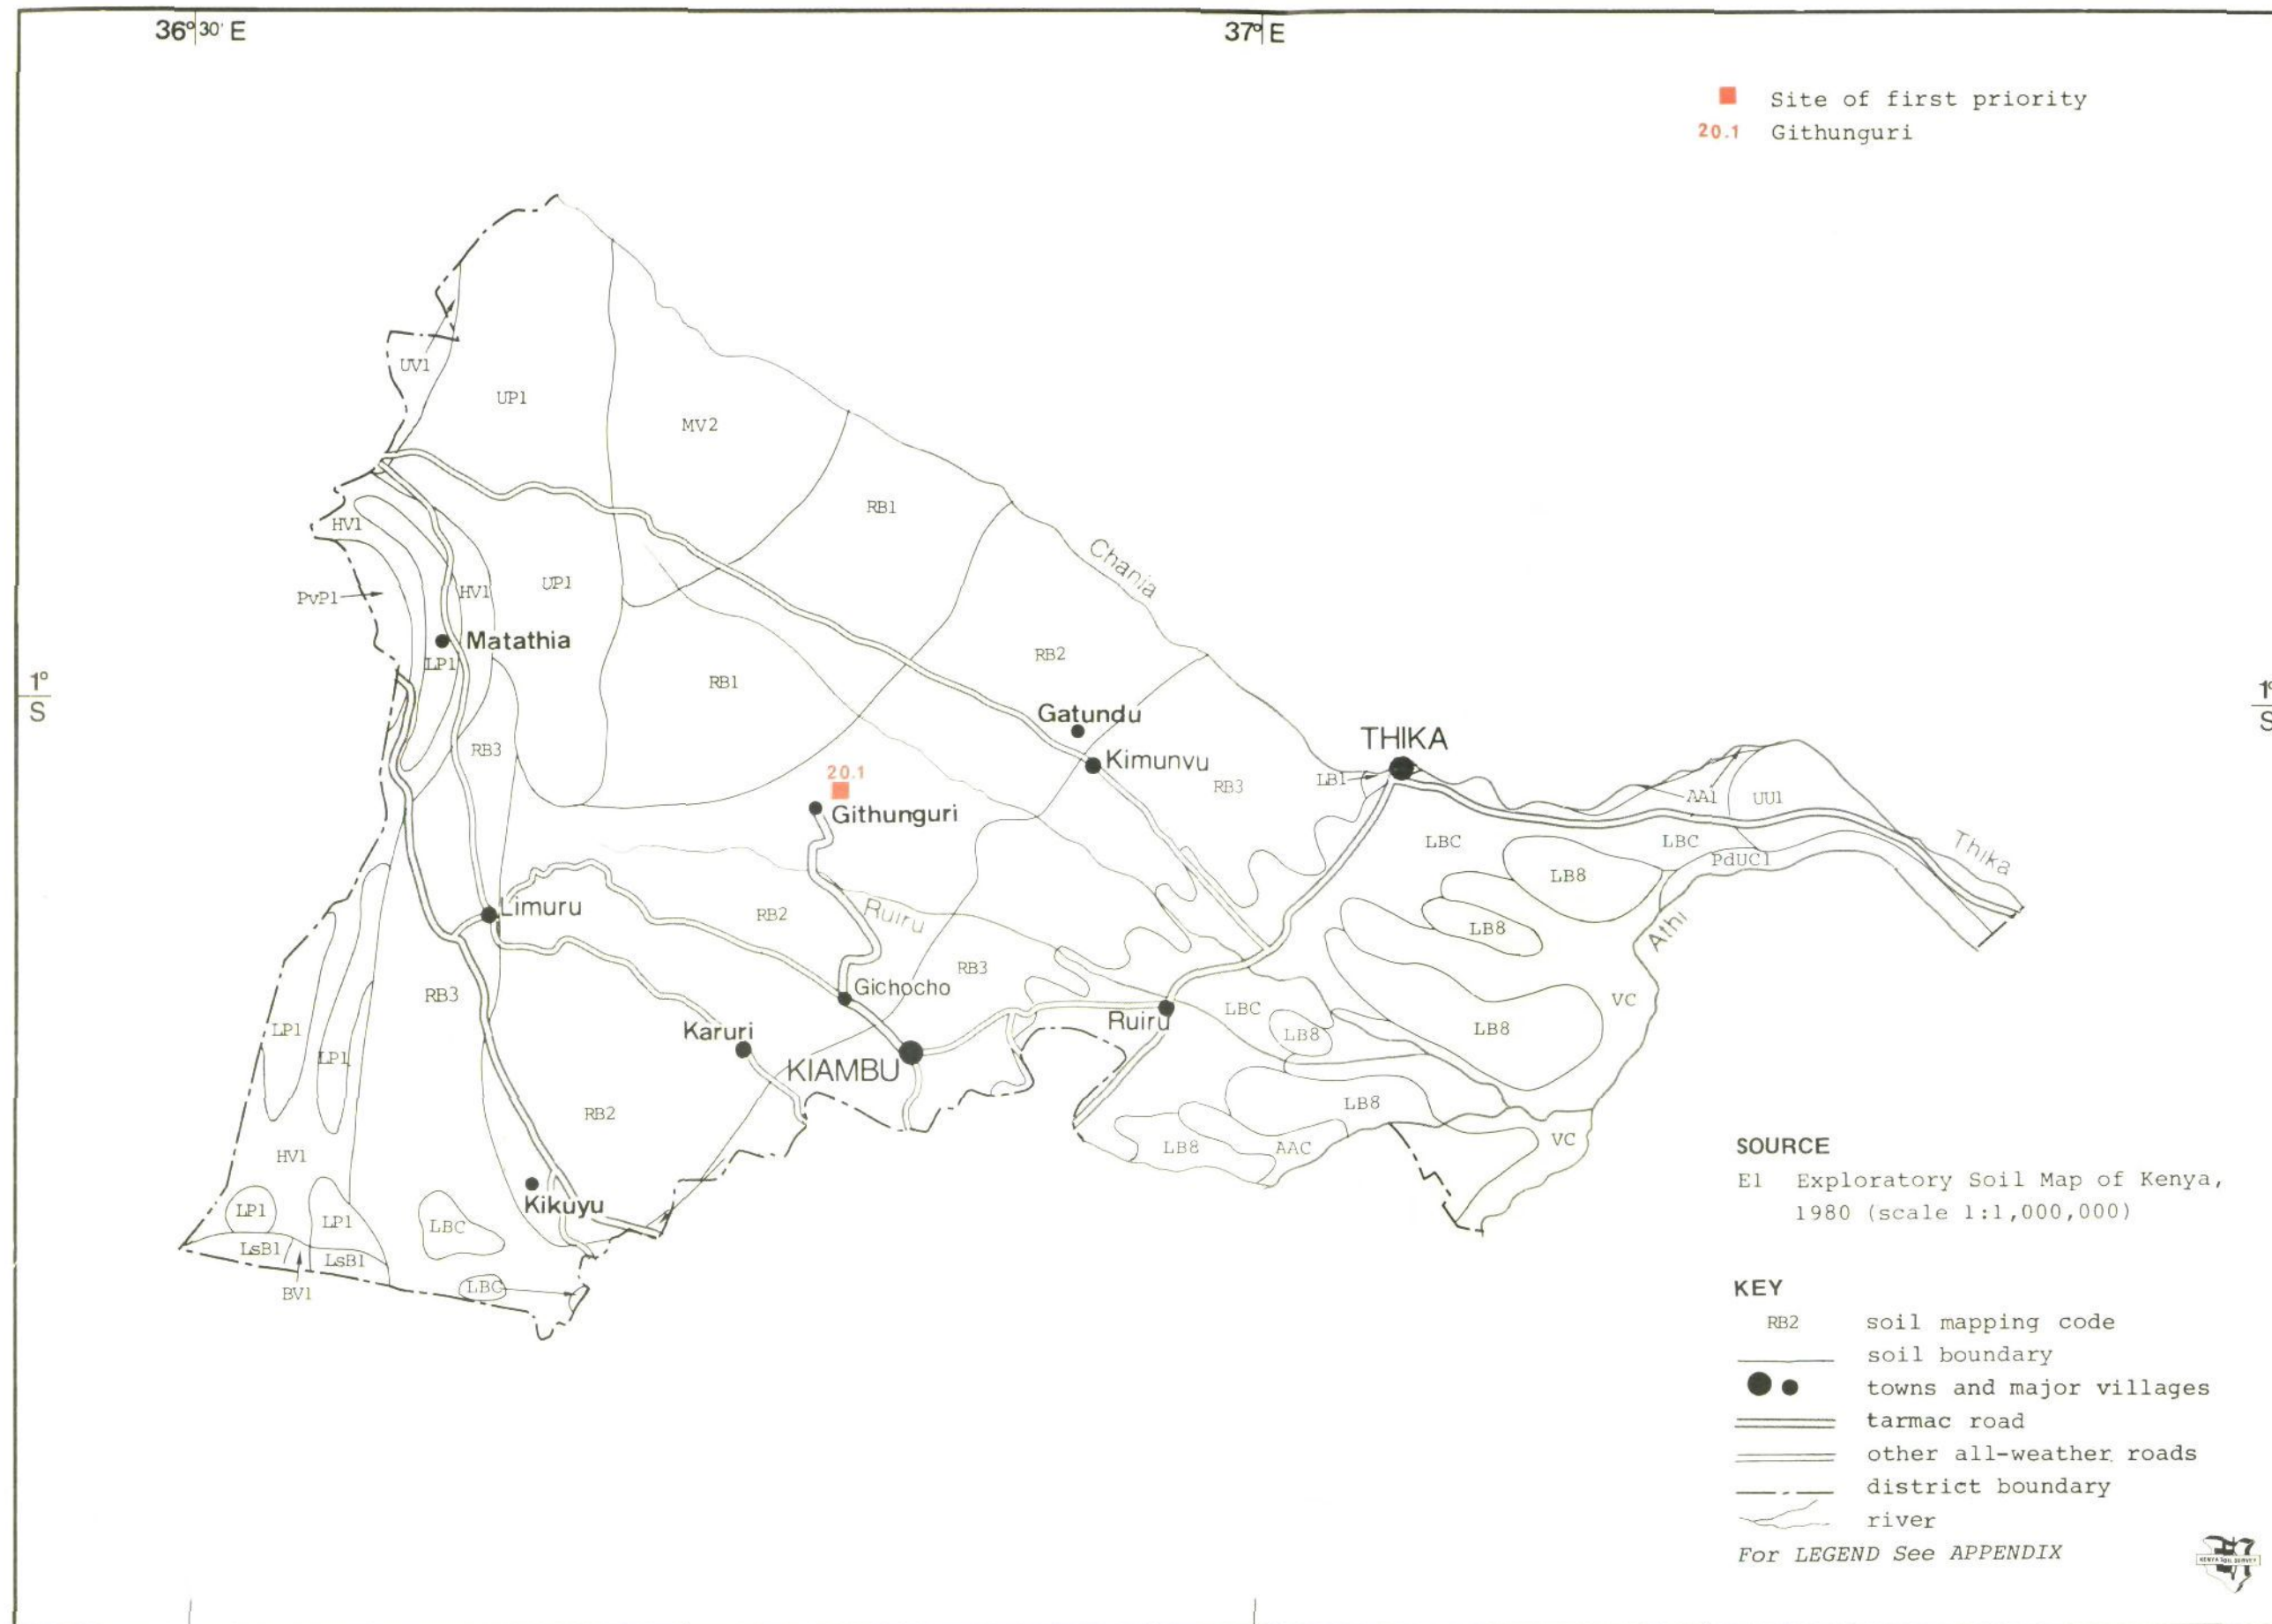 36° 30' E
37° E
Site of first priority
20.1 Githunguri
UV1
UP1
MV2
RB1
HV1
Chania
PvP1
HV1
UP1
Matathia
LP1
RB2
1°
S
1°
S
RB1
Gatundu
THIKA
RB3
Kimunvu
20.1
LB1
RB3
AA1
UU1
Githunguri
LBC
LBC
Thika
PdUC1
LB8
Limuru
RB2
Ruiru
LB8
Athi
RB3
RB3
Gichocho
VC
LBC
Ruiru
LB8
LB8
LP1
Karuri
LP1
KIAMBU
RB2
LB8
VC
LB8
AAC
HV1
SOURCE
E1 Exploratory Soil Map of Kenya,
1980 (scale 1:1,000,000)
Kikuyu
LP1
LP1
LBC
LsB1
LsB1
BV1
LBC
KEY
RB2 soil mapping code
soil boundary
towns and major villages
tarmac road
other all-weather roads
district boundary
river
For LEGEND See APPENDIX
KENYA SOIL SURVEY